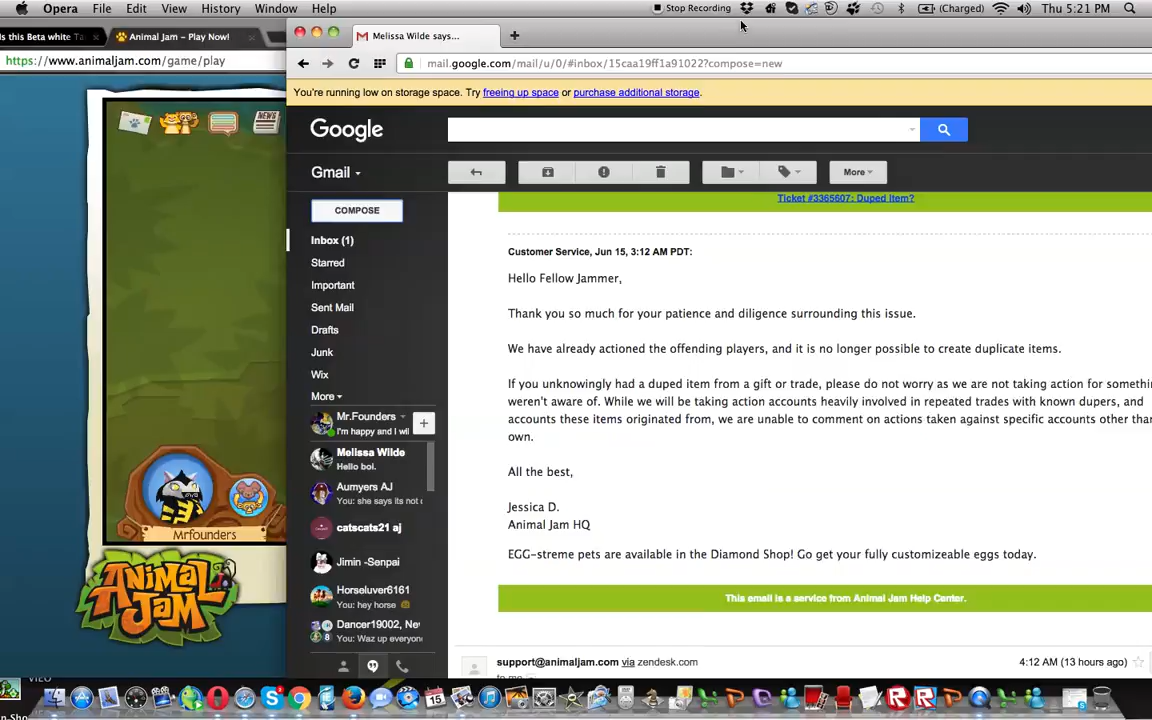 Opera File Edit View History Window Help Stop Recording (Charged) Thu 5:21 PM
is this Beta white Ta Animal Jam – Play Now! Melissa Wilde says...
https://www.animaljam.com/game/play mail.google.com/mail/u/0/#inbox/15caa19ff1a91022?compose=new
You're running low on storage space. Try freeing up space or purchase additional storage.
NEWS
Google
Gmail More
Ticket #3365607: Duped Item?
COMPOSE
Inbox (1)
Starred
Important
Sent Mail
Drafts
Junk
Wix
More
Customer Service, Jun 15, 3:12 AM PDT:
Hello Fellow Jammer,
Thank you so much for your patience and diligence surrounding this issue.
We have already actioned the offending players, and it is no longer possible to create duplicate items.
If you unknowingly had a duped item from a gift or trade, please do not worry as we are not taking action for somethi
weren't aware of. While we will be taking action accounts heavily involved in repeated trades with known dupers, and
accounts these items originated from, we are unable to comment on actions taken against specific accounts other tha
own.
All the best,
Jessica D.
Animal Jam HQ
EGG-streme pets are available in the Diamond Shop! Go get your fully customizeable eggs today.
This email is a service from Animal Jam Help Center.
support@animaljam.com via zendesk.com 4:12 AM (13 hours ago)
to me
Mr.Founders
I'm happy and I wil
Melissa Wilde
Hello boi.
Aumyers AJ
You: she says its not
catscats21 aj
Jimin -Senpai
Horseluver6161
You: hey horse
Dancer19002, Ne
You: Waz up everyon
Mrfounders
ANIMAL
JAM
15